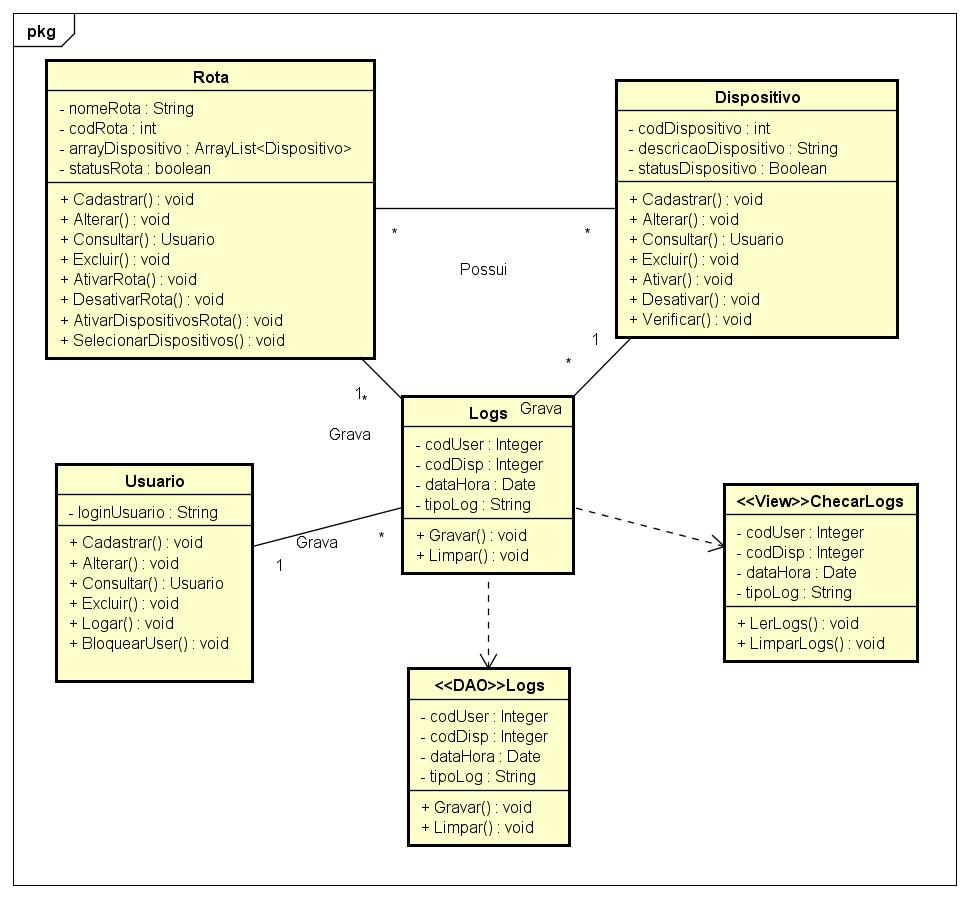 pkg
Rota
- nomeRota : String
- codRota : int
- arrayDispositivo : ArrayList<Dispositivo>
- statusRota : boolean
+ Cadastrar() : void
+ Alterar() : void
+ Consultar() : Usuario
+ Excluir() : void
+ AtivarRota() : void
+ DesativarRota() : void
+ AtivarDispositivosRota() : void
+ SelecionarDispositivos() : void
Dispositivo
- codDispositivo : int
- descricaoDispositivo : String
- statusDispositivo : Boolean
+ Cadastrar() : void
+ Alterar() : void
+ Consultar() : Usuario
+ Excluir() : void
+ Ativar() : void
+ Desativar() : void
+ Verificar() : void
* *
Possui
1
*
1 *
Grava
Grava
Logs
- codUser : Integer
- codDisp : Integer
- dataHora : Date
- tipoLog : String
+ Gravar() : void
+ Limpar() : void
Usuario
- loginUsuario : String
+ Cadastrar() : void
+ Alterar() : void
+ Consultar() : Usuario
+ Excluir() : void
+ Logar() : void
+ BloquearUser() : void
Grava
*
1
<<View>>ChecarLogs
- codUser : Integer
- codDisp : Integer
- dataHora : Date
- tipoLog : String
+ LerLogs() : void
+ LimparLogs() : void
<<DAO>>Logs
- codUser : Integer
- codDisp : Integer
- dataHora : Date
- tipoLog : String
+ Gravar() : void
+ Limpar() : void